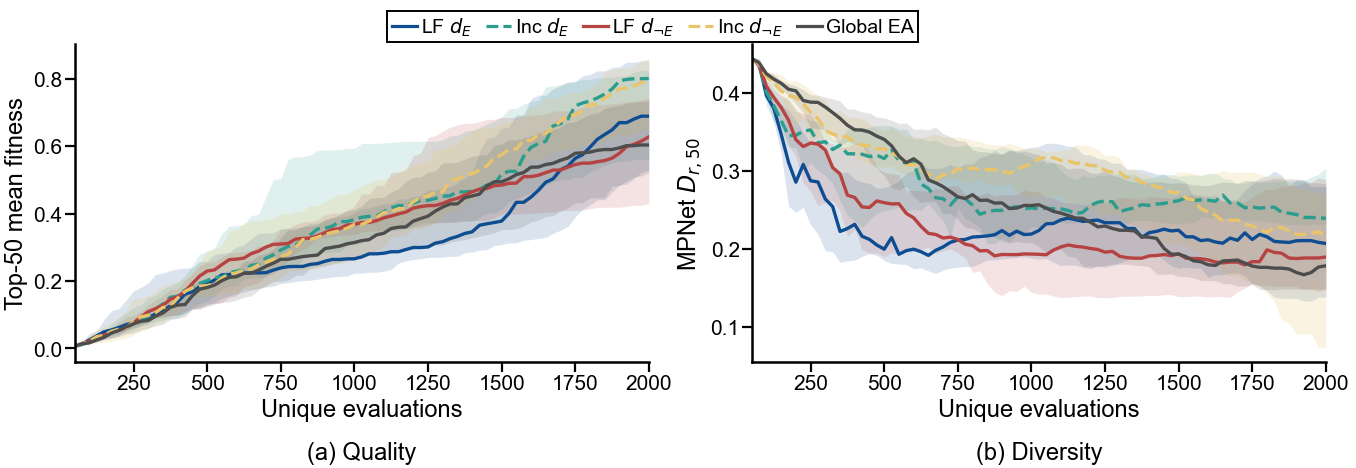 LF d_E Inc d_E LF d_¬E Inc d_¬E Global EA
Top-50 mean fitness
0.8
0.6
0.4
0.2
0.0
250 500 750 1000 1250 1500 1750 2000
Unique evaluations
(a) Quality
MPNet D_r, 50
0.4
0.3
0.2
0.1
250 500 750 1000 1250 1500 1750 2000
Unique evaluations
(b) Diversity